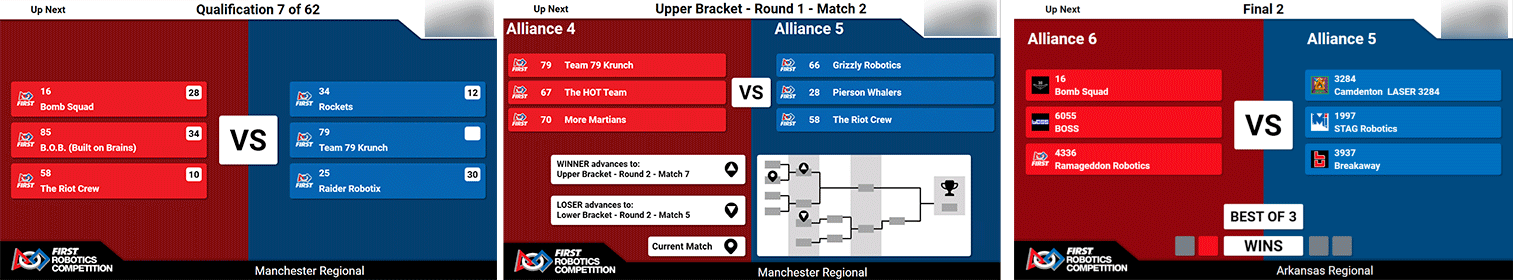 Up Next
Qualification 7 of 62
16
28
Bomb Squad
85
34
B.O.B. (Built on Brains)
58
10
The Riot Crew
VS
34
12
Rockets
79
Team 79 Krunch
25
30
Raider Robotix
FIRST
ROBOTICS
COMPETITION
Manchester Regional
Up Next
Upper Bracket - Round 1 - Match 2
Alliance 4
Alliance 5
79 Team 79 Krunch
67 The HOT Team
70 More Martians
VS
66 Grizzly Robotics
28 Pierson Whalers
58 The Riot Crew
WINNER advances to:
Upper Bracket - Round 2 - Match 7
LOSER advances to:
Lower Bracket - Round 2 - Match 5
Current Match
FIRST
ROBOTICS
COMPETITION
Manchester Regional
Up Next
Final 2
Alliance 6
Alliance 5
16
Bomb Squad
6055
BOSS
4336
Ramageddon Robotics
VS
3284
Camdenton LASER 3284
1997
STAG Robotics
3937
Breakaway
BEST OF 3
WINS
FIRST
ROBOTICS
COMPETITION
Arkansas Regional